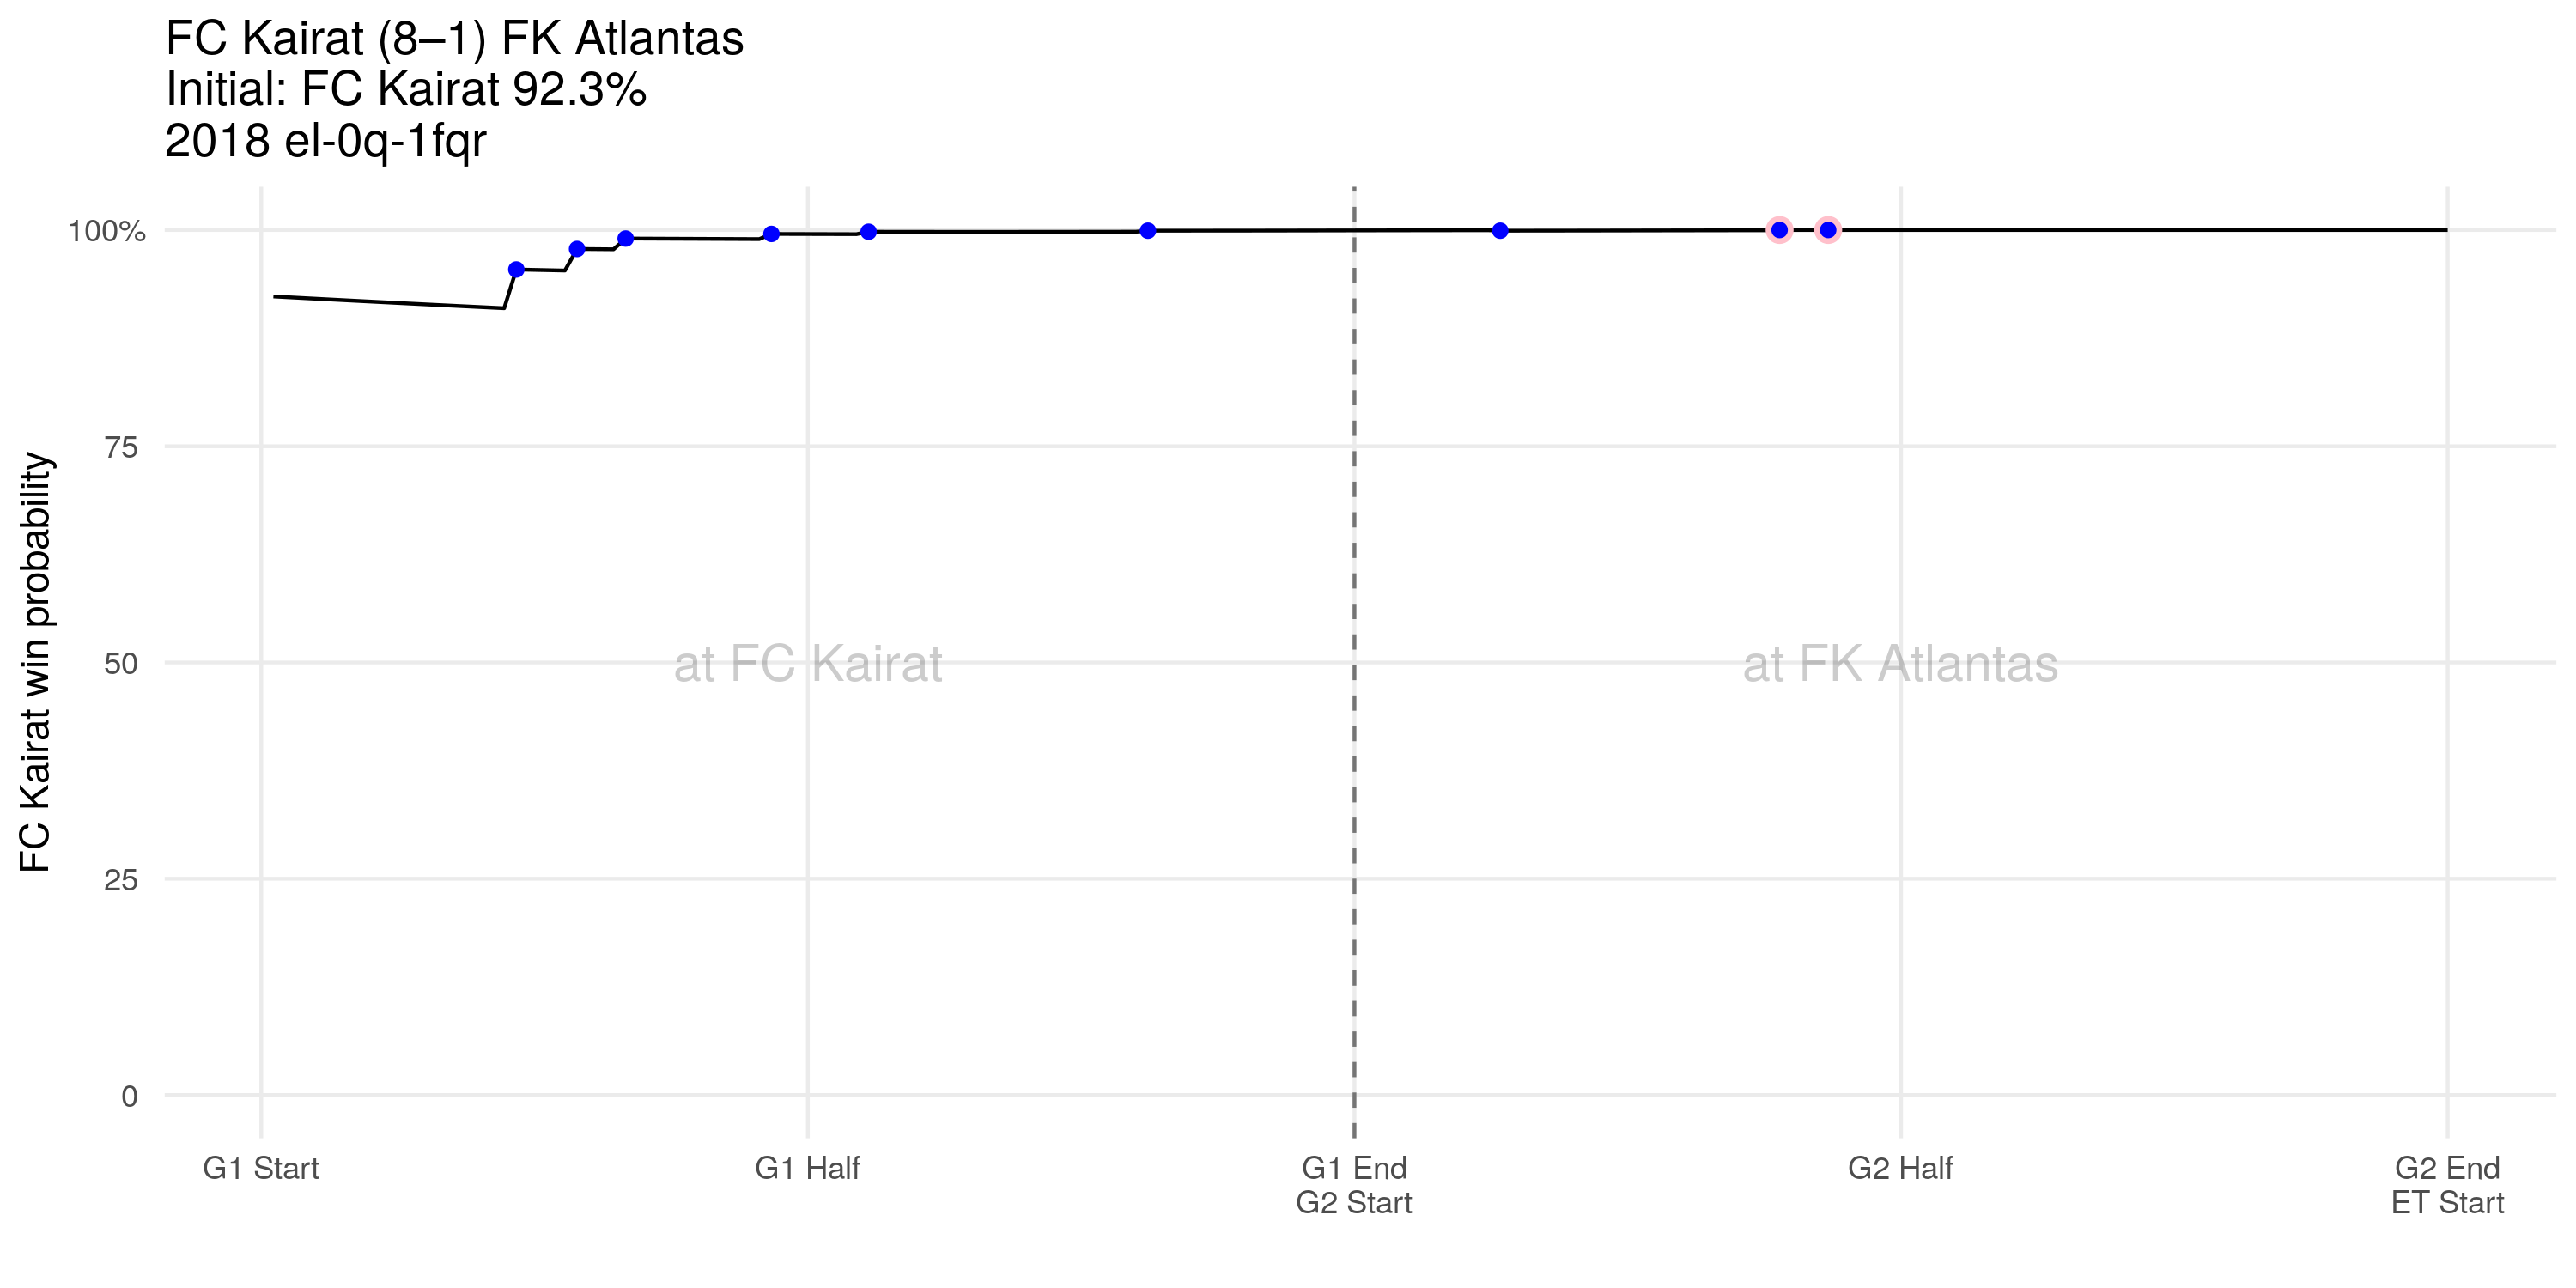 FC Kairat (8–1) FK Atlantas
Initial: FC Kairat 92.3%
2018 el-0q-1fqr
FC Kairat win probability
100%
75
50
25
0
at FC Kairat
at FK Atlantas
G1 Start
G1 Half
G1 End
G2 Start
G2 Half
G2 End
ET Start